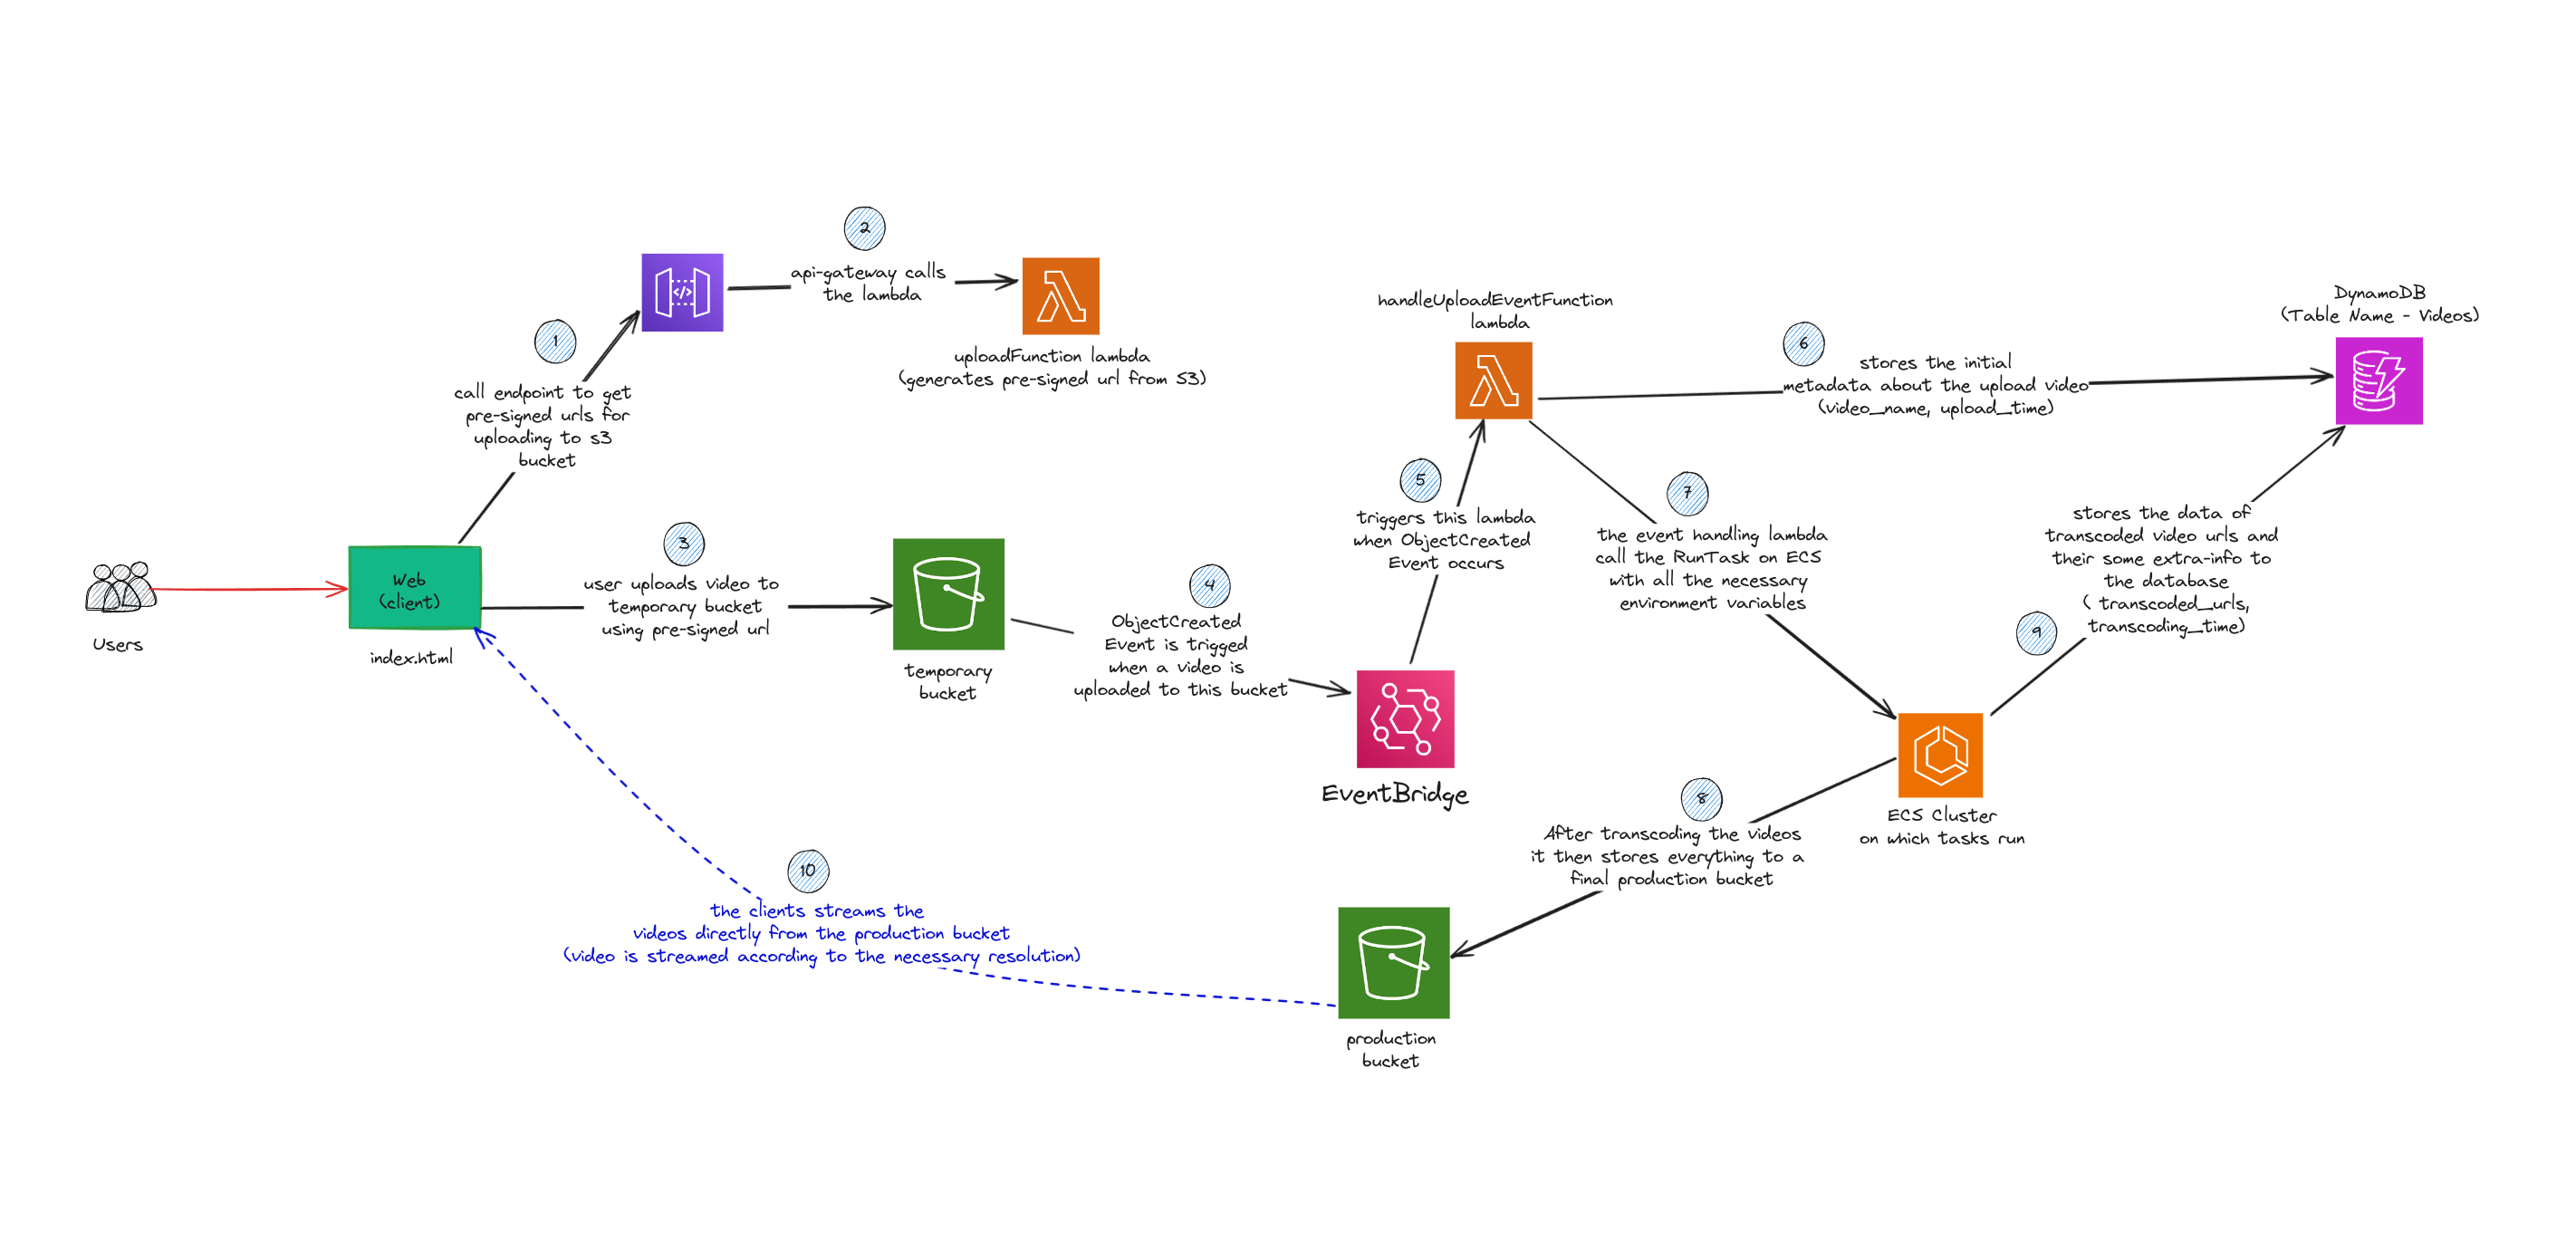 Users
Web
(client)
index.html
1
call endpoint to get
pre-signed urls for
uploading to s3
bucket
</>
2
api-gateway calls
the lambda
uploadFunction lambda
(generates pre-signed url from S3)
3
user uploads video to
temporary bucket
using pre-signed url
temporary
bucket
4
ObjectCreated
Event is trigged
when a video is
uploaded to this bucket
EventBridge
5
triggers this lambda
when ObjectCreated
Event occurs
handleUploadEventFunction
lambda
6
stores the initial
metadata about the upload video
(video_name, upload_time)
DynamoDB
(Table Name - Videos)
7
the event handling lambda
call the RunTask on ECS
with all the necessary
environment variables
ECS Cluster
on which tasks run
8
After transcoding the videos
it then stores everything to a
final production bucket
production
bucket
9
stores the data of
transcoded video urls and
their some extra-info to
the database
( transcoded_urls,
transcoding_time)
10
the clients streams the
videos directly from the production bucket
(video is streamed according to the necessary resolution)